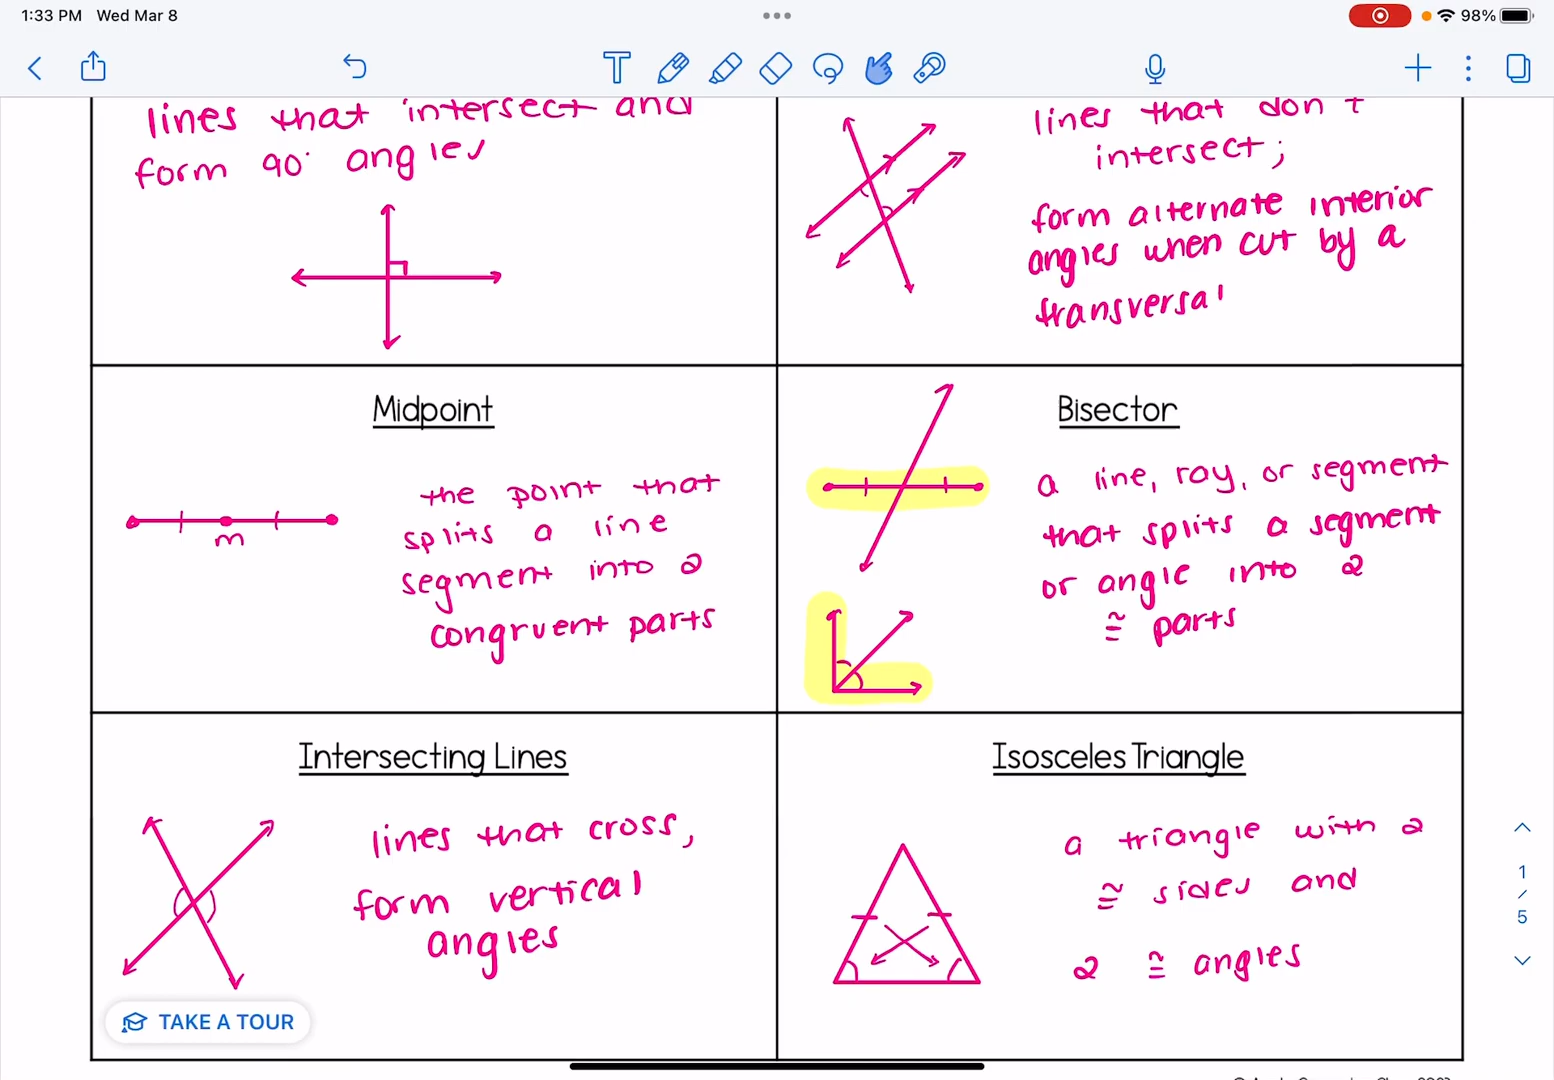 1:33 PM Wed Mar 8
98%
lines that intersect and
form 90° angles
lines that don't
intersect;
form alternate interior
angles when cut by a
transversal
Midpoint
m
the point that
splits a line
segment into 2
congruent parts
Bisector
a line, ray, or segment
that splits a segment
or angle into 2
≅ parts
Intersecting Lines
lines that cross,
form vertical
angles
Isosceles Triangle
a triangle with 2
≅ sides and
2 ≅ angles
1
/
5
TAKE A TOUR